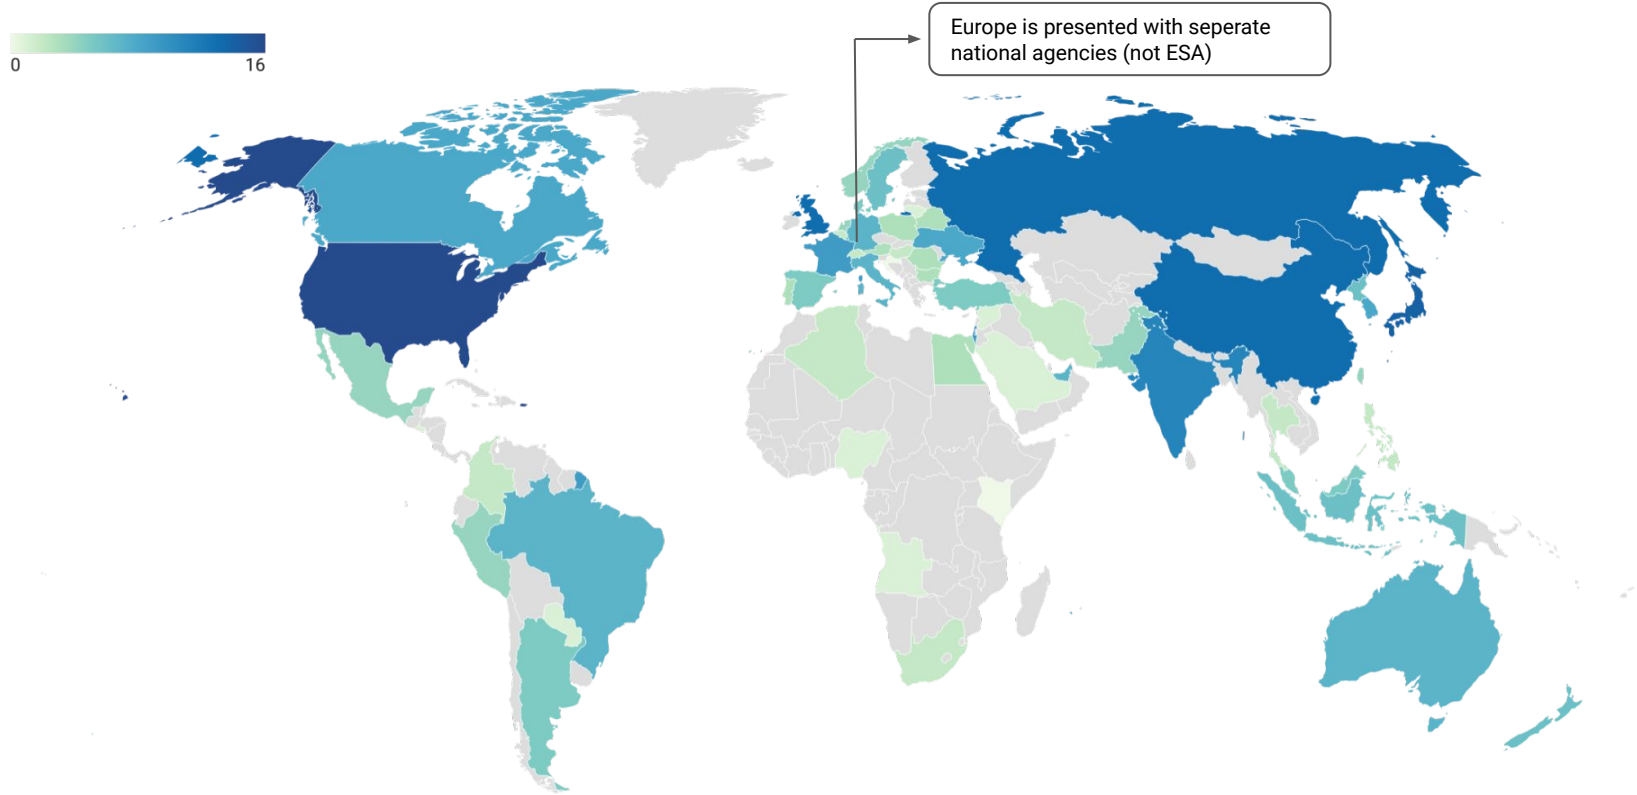 Europe is presented with seperate
national agencies (not ESA)
0 16